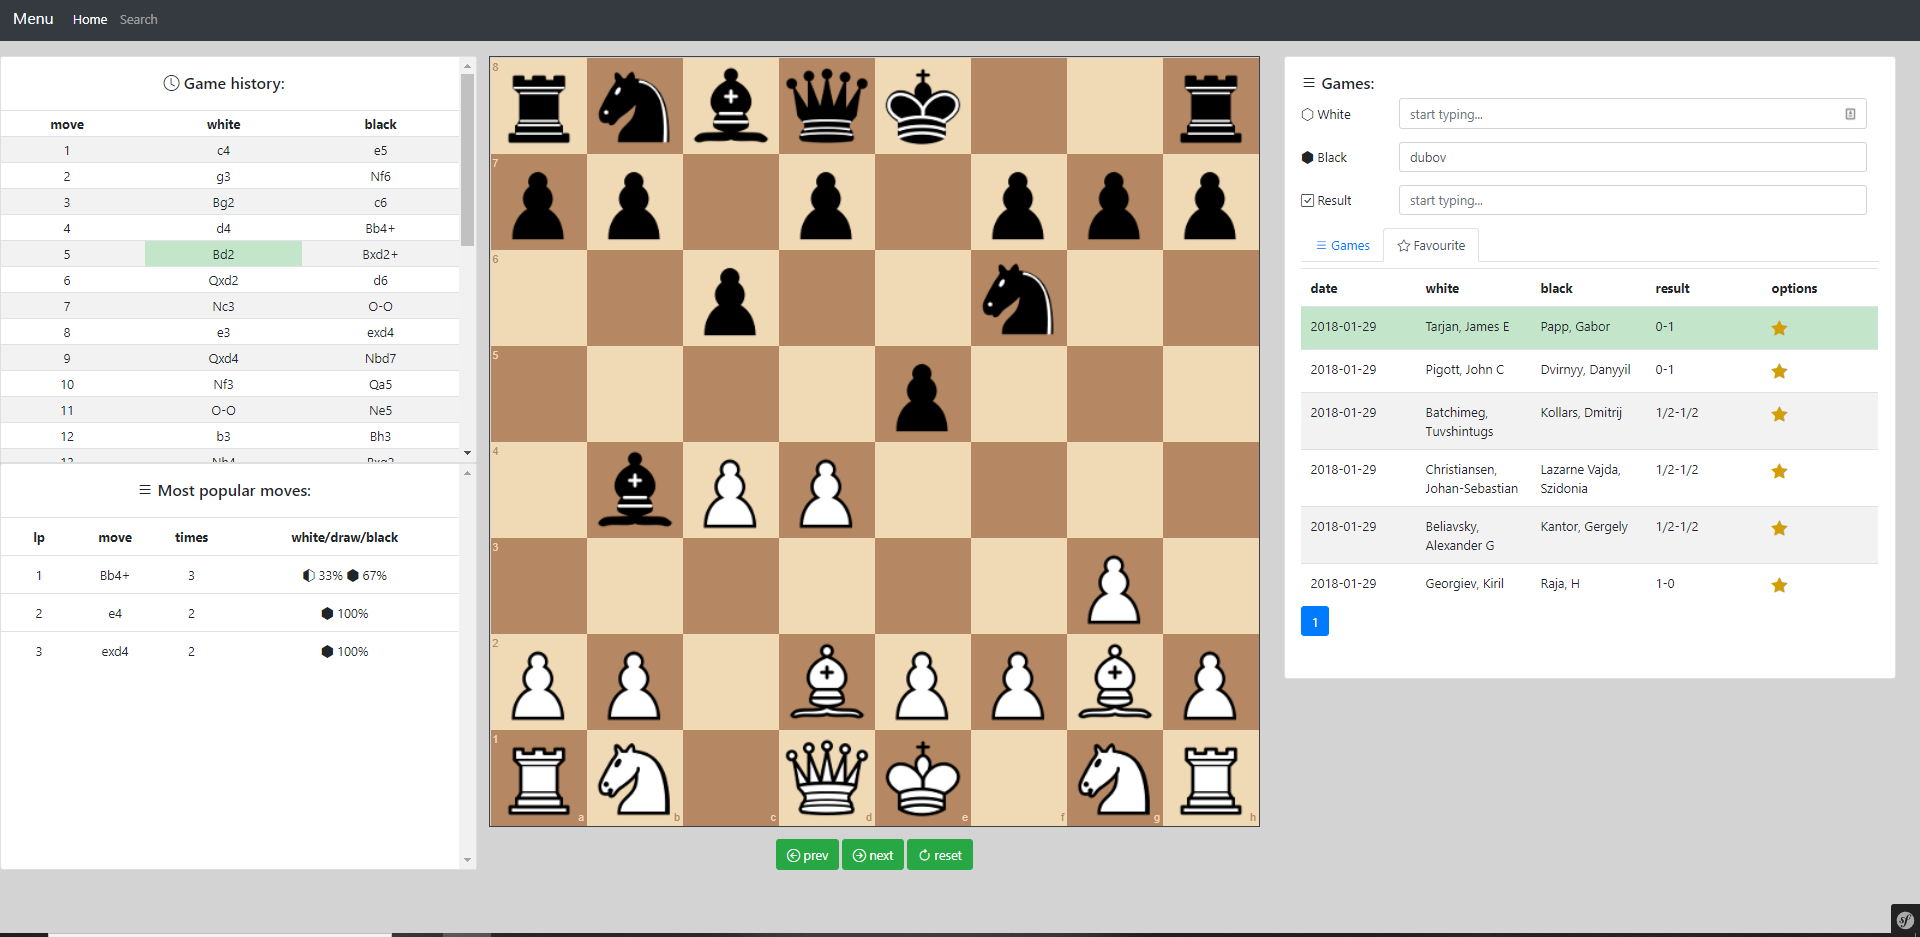 Menu Home Search
Game history:
move white black
1 c4 e5
2 g3 Nf6
3 Bg2 c6
4 d4 Bb4+
5 Bd2 Bxd2+
6 Qxd2 d6
7 Nc3 O-O
8 e3 exd4
9 Qxd4 Nbd7
10 Nf3 Qa5
11 O-O Ne5
12 b3 Bh3
Most popular moves:
lp move times white/draw/black
1 Bb4+ 3 33% 67%
2 e4 2 100%
3 exd4 2 100%
8
7
6
5
4
3
2
1
a b c d e f g h
prev next reset
Games:
White start typing...
Black dubov
Result start typing...
Games Favourite
date white black result options
2018-01-29 Tarjan, James E Papp, Gabor 0-1
2018-01-29 Pigott, John C Dvirnyy, Danyyil 0-1
2018-01-29 Batchimeg, Kollars, Dmitrij 1/2-1/2
Tuvshintugs
2018-01-29 Christiansen, Lazarne Vajda, 1/2-1/2
Johan-Sebastian Szidonia
2018-01-29 Beliavsky, Kantor, Gergely 1/2-1/2
Alexander G
2018-01-29 Georgiev, Kiril Raja, H 1-0
1
sf